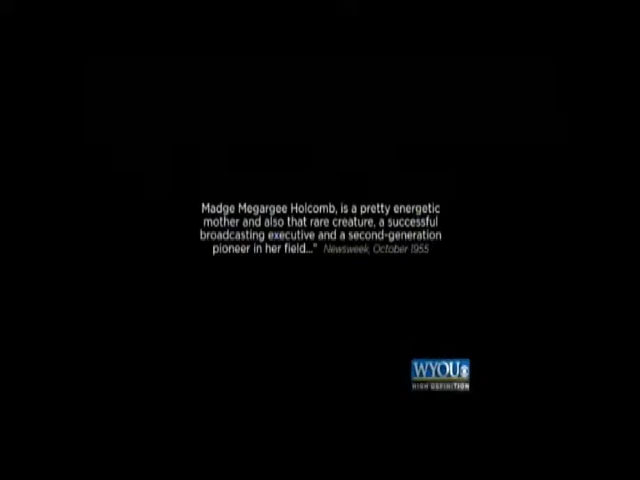 Madge Megargee Holcomb, is a pretty energetic
mother and also that rare creature, a successful
broadcasting executive and a second-generation
pioneer in her field..." Newsweek, October 1955
WYOU
HIGH DEFINITION